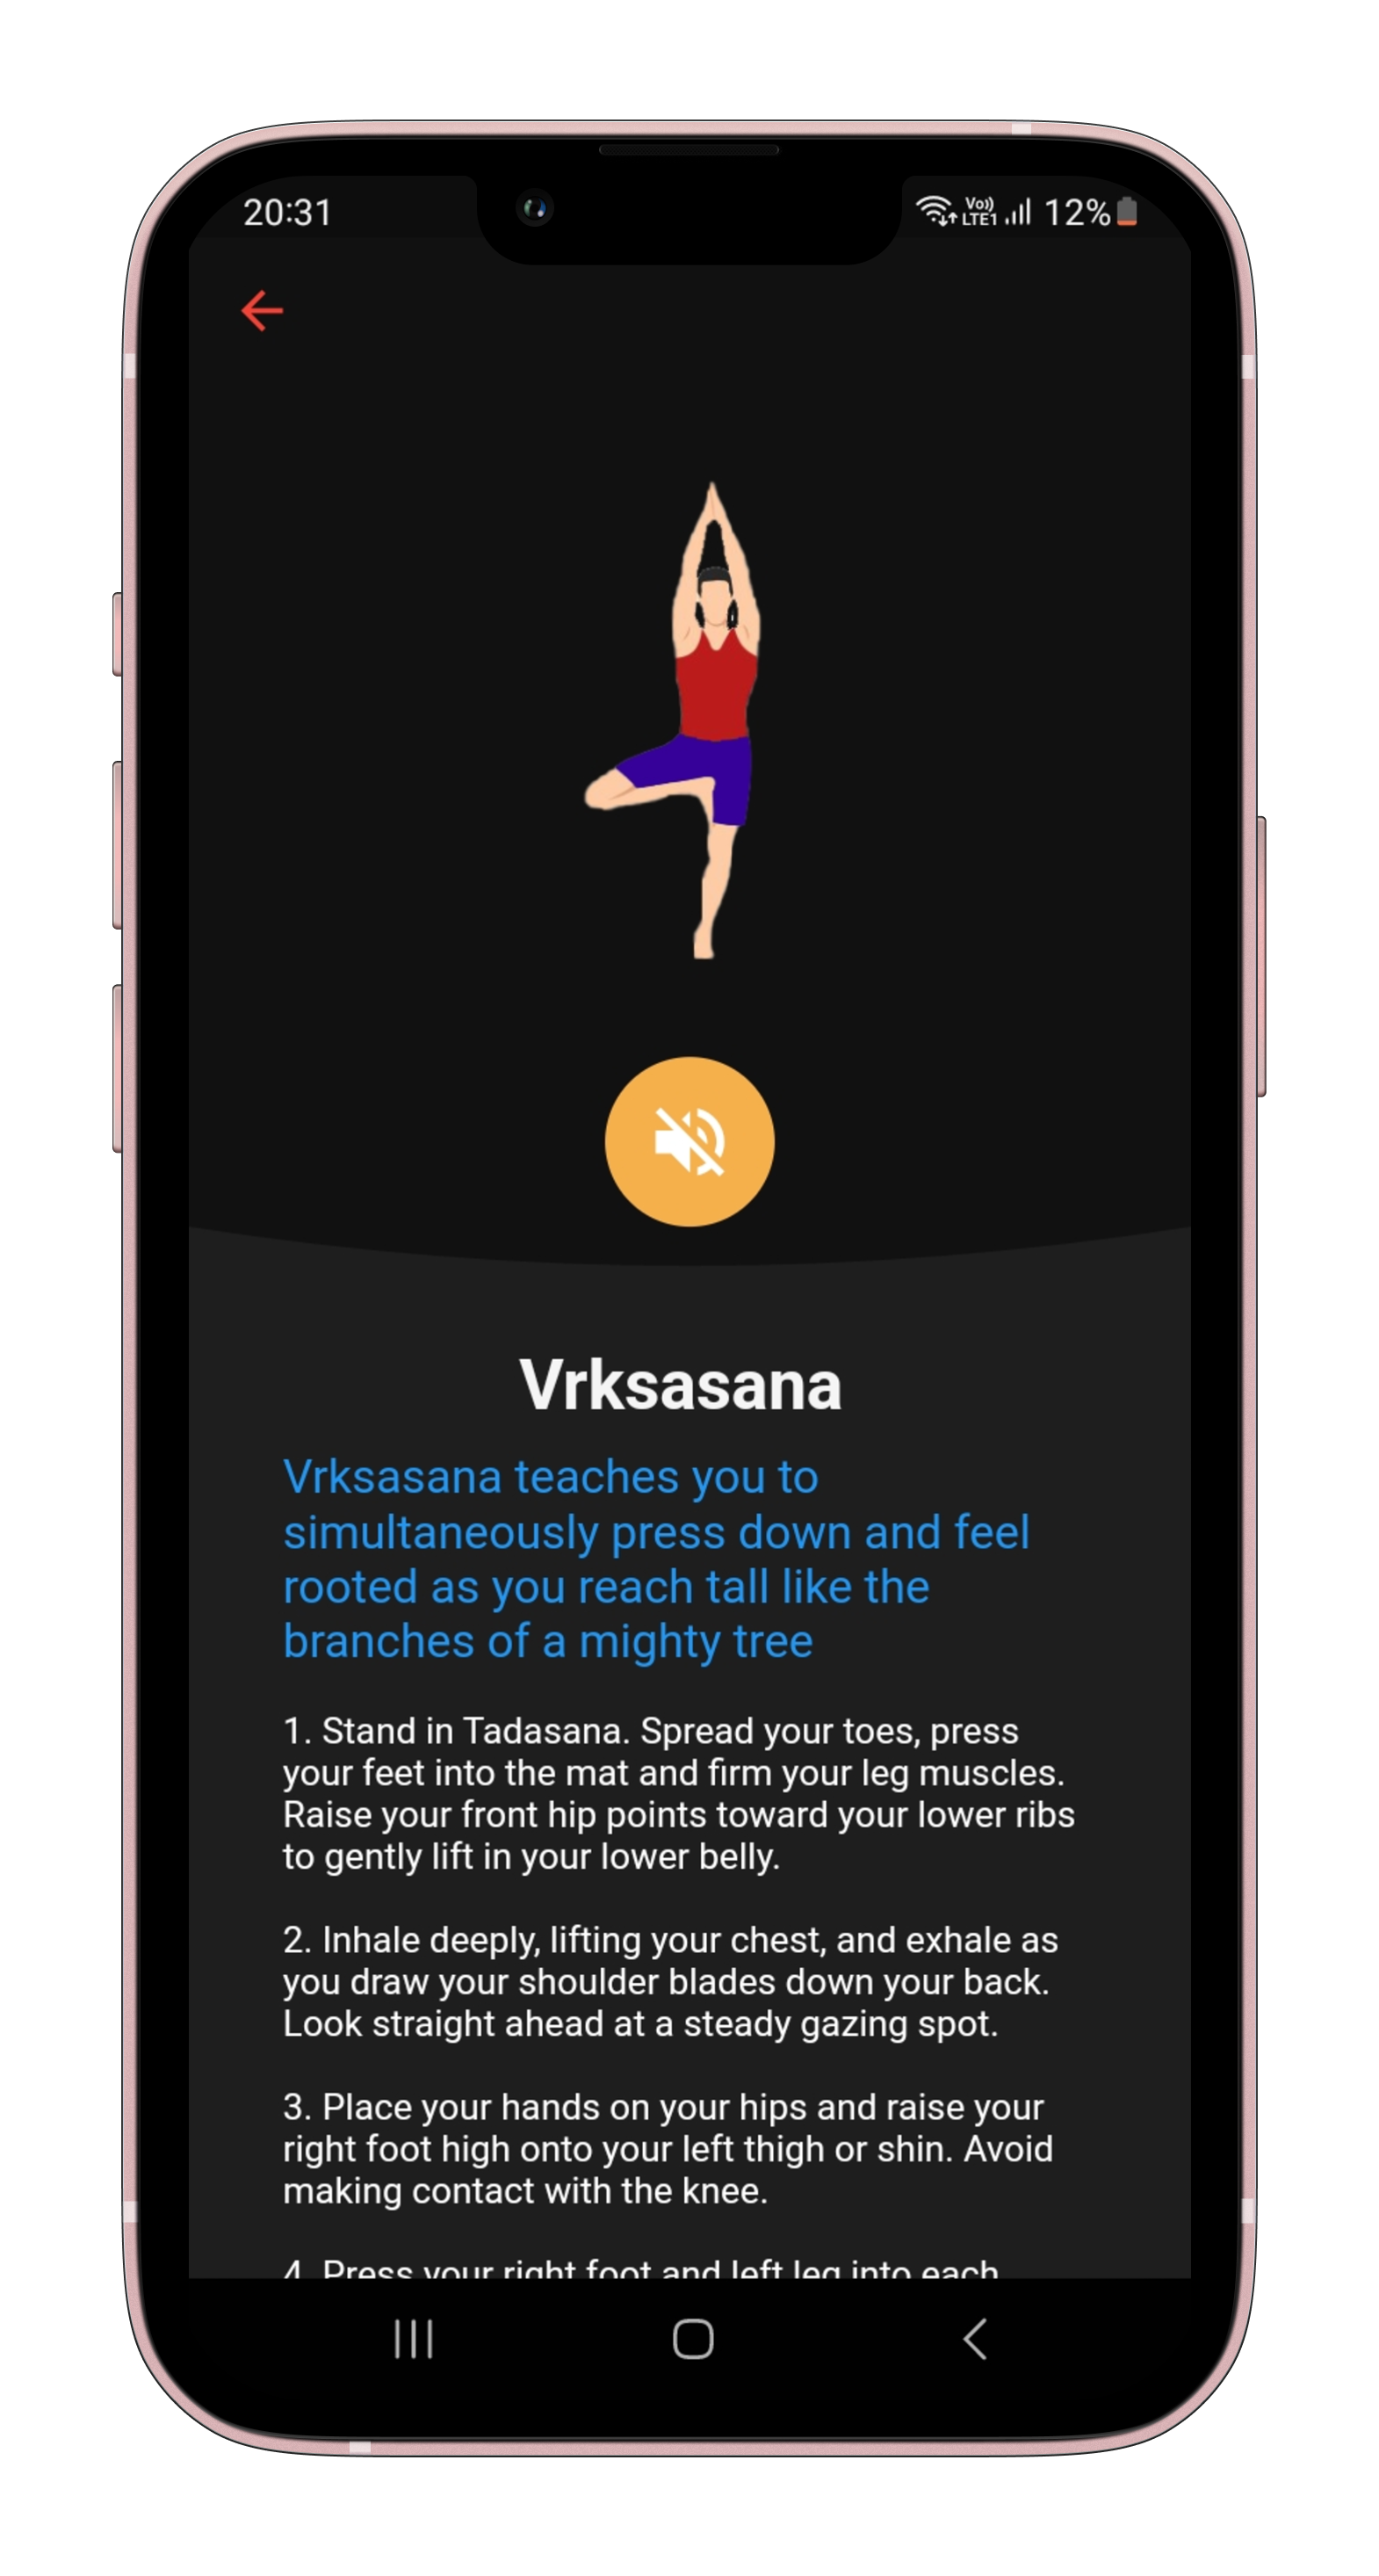 20:31
Vo))
LTE1
12%
Vrksasana
Vrksasana teaches you to
simultaneously press down and feel
rooted as you reach tall like the
branches of a mighty tree
1. Stand in Tadasana. Spread your toes, press
your feet into the mat and firm your leg muscles.
Raise your front hip points toward your lower ribs
to gently lift in your lower belly.
2. Inhale deeply, lifting your chest, and exhale as
you draw your shoulder blades down your back.
Look straight ahead at a steady gazing spot.
3. Place your hands on your hips and raise your
right foot high onto your left thigh or shin. Avoid
making contact with the knee.
4. Press your right foot and left leg into each